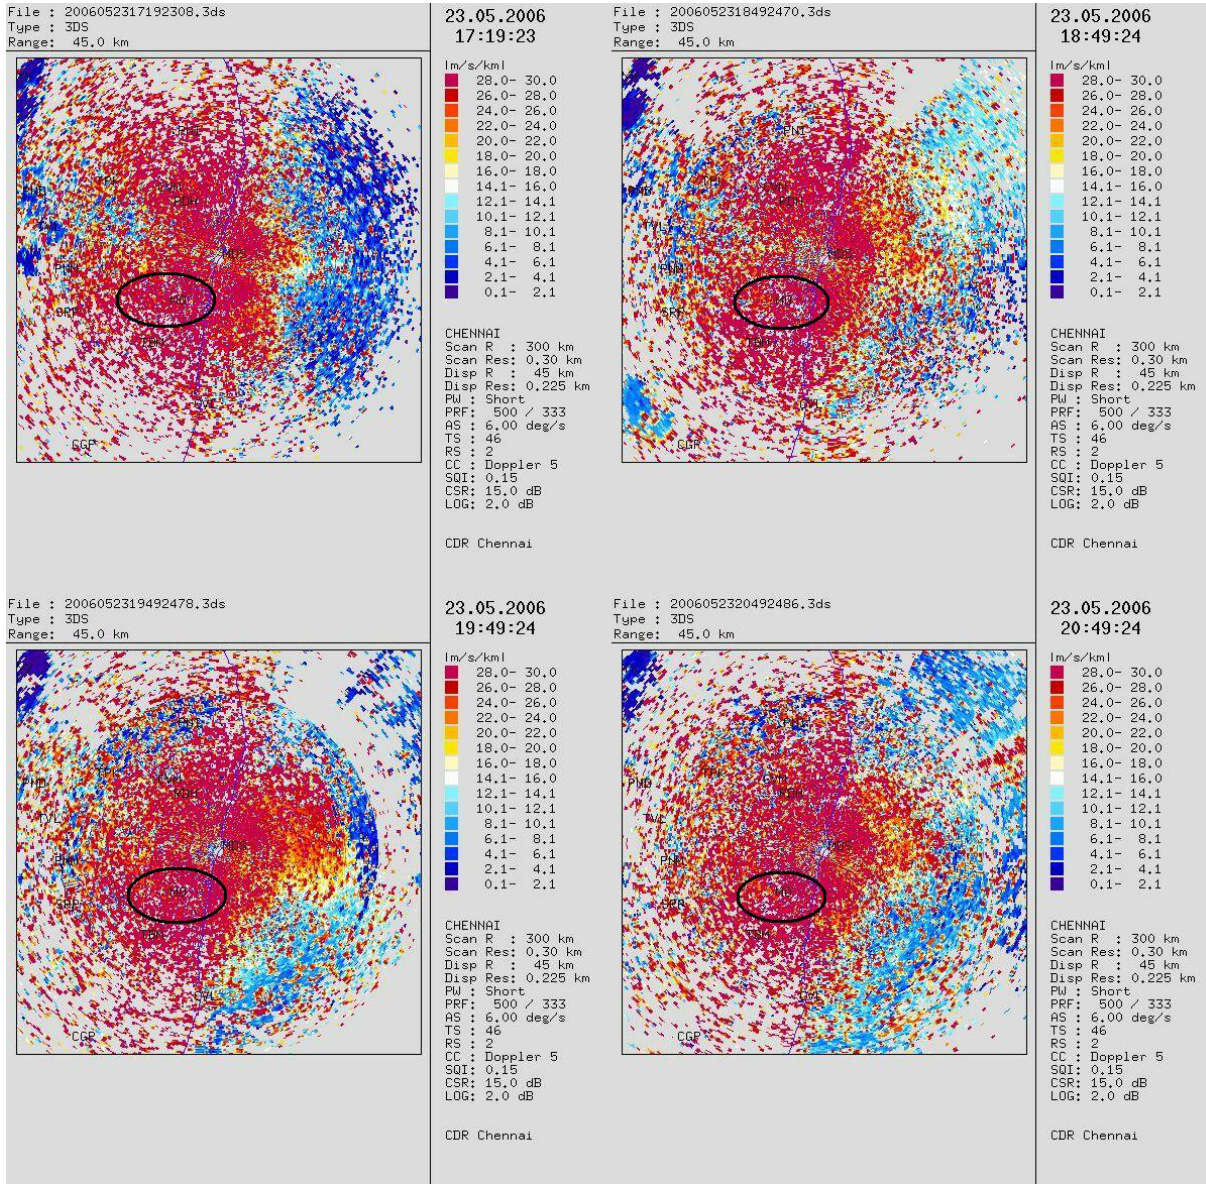 File : 2006052317192308.3ds
Type : 3DS
Range: 45.0 km
23.05.2006
17:19:23
|m/s/km|
28.0- 30.0
26.0- 28.0
24.0- 26.0
22.0- 24.0
20.0- 22.0
18.0- 20.0
16.0- 18.0
14.1- 16.0
12.1- 14.1
10.1- 12.1
8.1- 10.1
6.1- 8.1
4.1- 6.1
2.1- 4.1
0.1- 2.1
CHENNAI
Scan R : 300 km
Scan Res: 0.30 km
Disp R : 45 km
Disp Res: 0.225 km
PW : Short
PRF: 500 / 333
AS : 6.00 deg/s
TS : 46
RS : 2
CC : Doppler 5
SQI: 0.15
CSR: 15.0 dB
LOG: 2.0 dB
CDR Chennai
MDS
CGP
File : 2006052318492470.3ds
Type : 3DS
Range: 45.0 km
23.05.2006
18:49:24
|m/s/km|
28.0- 30.0
26.0- 28.0
24.0- 26.0
22.0- 24.0
20.0- 22.0
18.0- 20.0
16.0- 18.0
14.1- 16.0
12.1- 14.1
10.1- 12.1
8.1- 10.1
6.1- 8.1
4.1- 6.1
2.1- 4.1
0.1- 2.1
CHENNAI
Scan R : 300 km
Scan Res: 0.30 km
Disp R : 45 km
Disp Res: 0.225 km
PW : Short
PRF: 500 / 333
AS : 6.00 deg/s
TS : 46
RS : 2
CC : Doppler 5
SQI: 0.15
CSR: 15.0 dB
LOG: 2.0 dB
CDR Chennai
PNI
CGP
File : 2006052319492478.3ds
Type : 3DS
Range: 45.0 km
23.05.2006
19:49:24
|m/s/km|
28.0- 30.0
26.0- 28.0
24.0- 26.0
22.0- 24.0
20.0- 22.0
18.0- 20.0
16.0- 18.0
14.1- 16.0
12.1- 14.1
10.1- 12.1
8.1- 10.1
6.1- 8.1
4.1- 6.1
2.1- 4.1
0.1- 2.1
CHENNAI
Scan R : 300 km
Scan Res: 0.30 km
Disp R : 45 km
Disp Res: 0.225 km
PW : Short
PRF: 500 / 333
AS : 6.00 deg/s
TS : 46
RS : 2
CC : Doppler 5
SQI: 0.15
CSR: 15.0 dB
LOG: 2.0 dB
CDR Chennai
MDS
CGP
File : 2006052320492486.3ds
Type : 3DS
Range: 45.0 km
23.05.2006
20:49:24
|m/s/km|
28.0- 30.0
26.0- 28.0
24.0- 26.0
22.0- 24.0
20.0- 22.0
18.0- 20.0
16.0- 18.0
14.1- 16.0
12.1- 14.1
10.1- 12.1
8.1- 10.1
6.1- 8.1
4.1- 6.1
2.1- 4.1
0.1- 2.1
CHENNAI
Scan R : 300 km
Scan Res: 0.30 km
Disp R : 45 km
Disp Res: 0.225 km
PW : Short
PRF: 500 / 333
AS : 6.00 deg/s
TS : 46
RS : 2
CC : Doppler 5
SQI: 0.15
CSR: 15.0 dB
LOG: 2.0 dB
CDR Chennai
PND
TVL
MDS
CGP